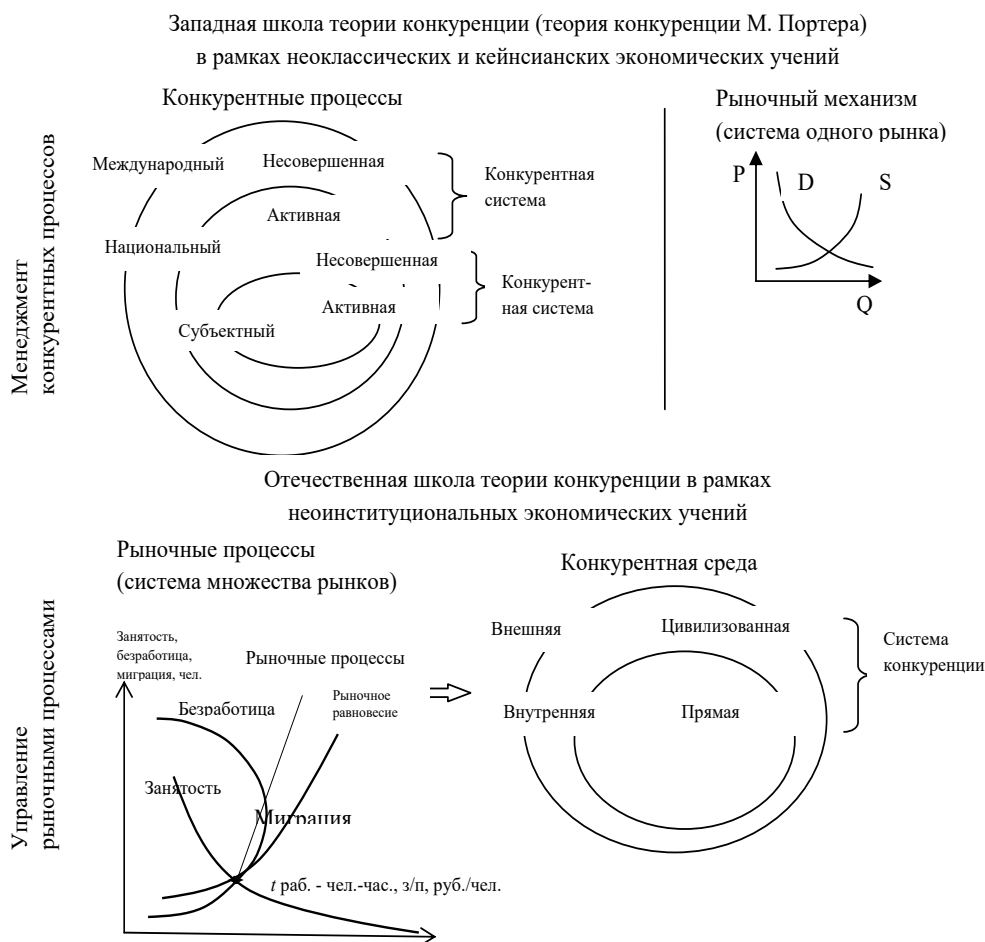 Западная школа теории конкуренции (теория конкуренции М. Портера)
в рамках неоклассических и кейнсианских экономических учений
Менеджмент
конкурентных процессов
Конкурентные процессы
Международный
Несовершенная
Активная
Национальный
Несовершенная
Активная
Субъектный
Конкурентная
система
Конкурент-
ная система
Рыночный механизм
(система одного рынка)
P
D
S
Q
Отечественная школа теории конкуренции в рамках
неоинституциональных экономических учений
Управление
рыночными процессами
Рыночные процессы
(система множества рынков)
Занятость,
безработица,
миграция, чел.
Рыночные процессы
Безработица
Рыночное
равновесие
Занятость
Миграция
t раб. - чел.-час., з/п, руб./чел.
Конкурентная среда
Внешняя
Цивилизованная
Внутренняя
Прямая
Система
конкуренции